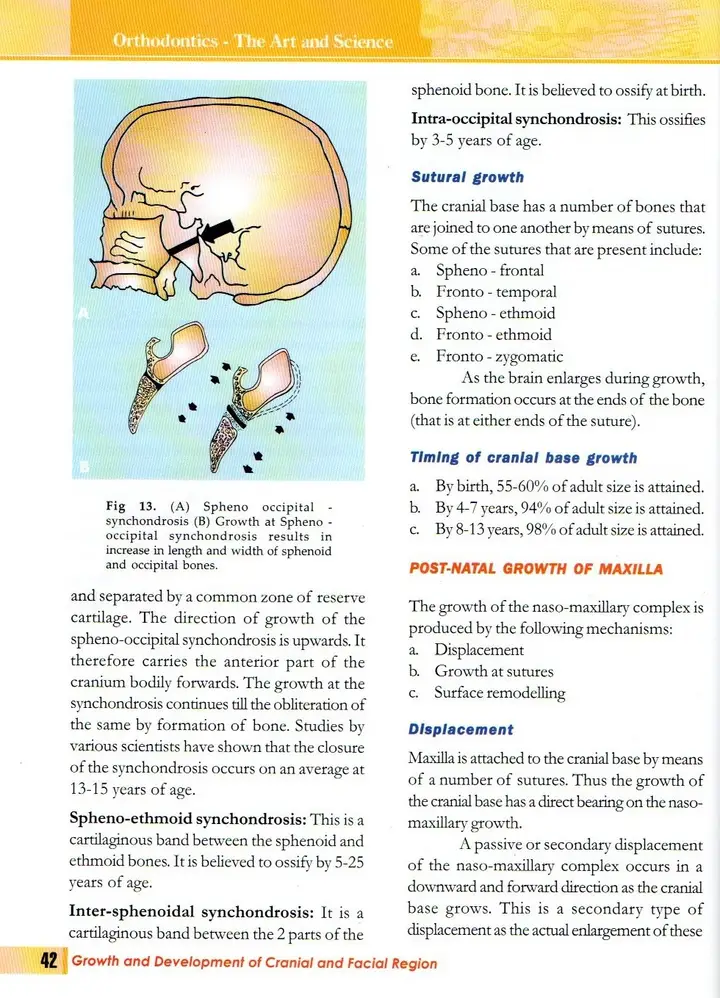 Orthodontics - The Art and Science
A
B
Fig 13. (A) Spheno occipital -
synchondrosis (B) Growth at Spheno -
occipital synchondrosis results in
increase in length and width of sphenoid
and occipital bones.
and separated by a common zone of reserve
cartilage. The direction of growth of the
spheno-occipital synchondrosis is upwards. It
therefore carries the anterior part of the
cranium bodily forwards. The growth at the
synchondrosis continues till the obliteration of
the same by formation of bone. Studies by
various scientists have shown that the closure
of the synchondrosis occurs on an average at
13-15 years of age.
Spheno-ethmoid synchondrosis: This is a
cartilaginous band between the sphenoid and
ethmoid bones. It is believed to ossify by 5-25
years of age.
Inter-sphenoidal synchondrosis: It is a
cartilaginous band between the 2 parts of the
sphenoid bone. It is believed to ossify at birth.
Intra-occipital synchondrosis: This ossifies
by 3-5 years of age.
Sutural growth
The cranial base has a number of bones that
are joined to one another by means of sutures.
Some of the sutures that are present include:
a. Spheno - frontal
b. Fronto - temporal
c. Spheno - ethmoid
d. Fronto - ethmoid
e. Fronto - zygomatic
As the brain enlarges during growth,
bone formation occurs at the ends of the bone
(that is at either ends of the suture).
Timing of cranial base growth
a. By birth, 55-60% of adult size is attained.
b. By 4-7 years, 94% of adult size is attained.
c. By 8-13 years, 98% of adult size is attained.
POST-NATAL GROWTH OF MAXILLA
The growth of the naso-maxillary complex is
produced by the following mechanisms:
a. Displacement
b. Growth at sutures
c. Surface remodelling
Displacement
Maxilla is attached to the cranial base by means
of a number of sutures. Thus the growth of
the cranial base has a direct bearing on the naso-
maxillary growth.
A passive or secondary displacement
of the naso-maxillary complex occurs in a
downward and forward direction as the cranial
base grows. This is a secondary type of
displacement as the actual enlargement of these
42 Growth and Development of Cranial and Facial Region